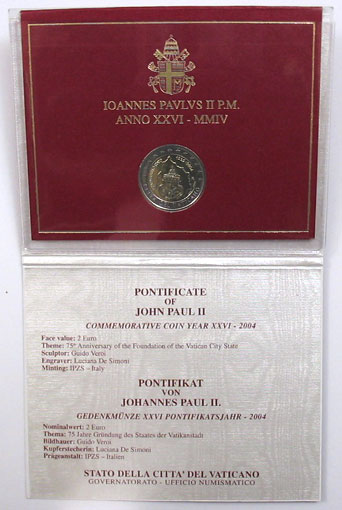 IOANNES PAVLVS II P.M.
ANNO XXVI - MMIV
PONTIFICATE
OF
JOHN PAUL II
COMMEMORATIVE COIN YEAR XXVI - 2004
Face value: 2 Euro
Theme: 75º Anniversary of the Foundation of the Vatican City State
Sculptor: Guido Veroi
Engraver: Luciana De Simoni
Minting: IPZS – Italy
PONTIFIKAT
VON
JOHANNES PAUL II.
GEDENKMÜNZE XXVI PONTIFIKATSJAHR - 2004
Nominalwert: 2 Euro
Thema: 75 Jahre Gründung des Staates der Vatikanstadt
Bildhauer: Guido Veroi
Kupferstecherin: Luciana De Simoni
Prägeanstalt: IPZS – Italien
STATO DELLA CITTA' DEL VATICANO
GOVERNATORATO - UFFICIO NUMISMATICO